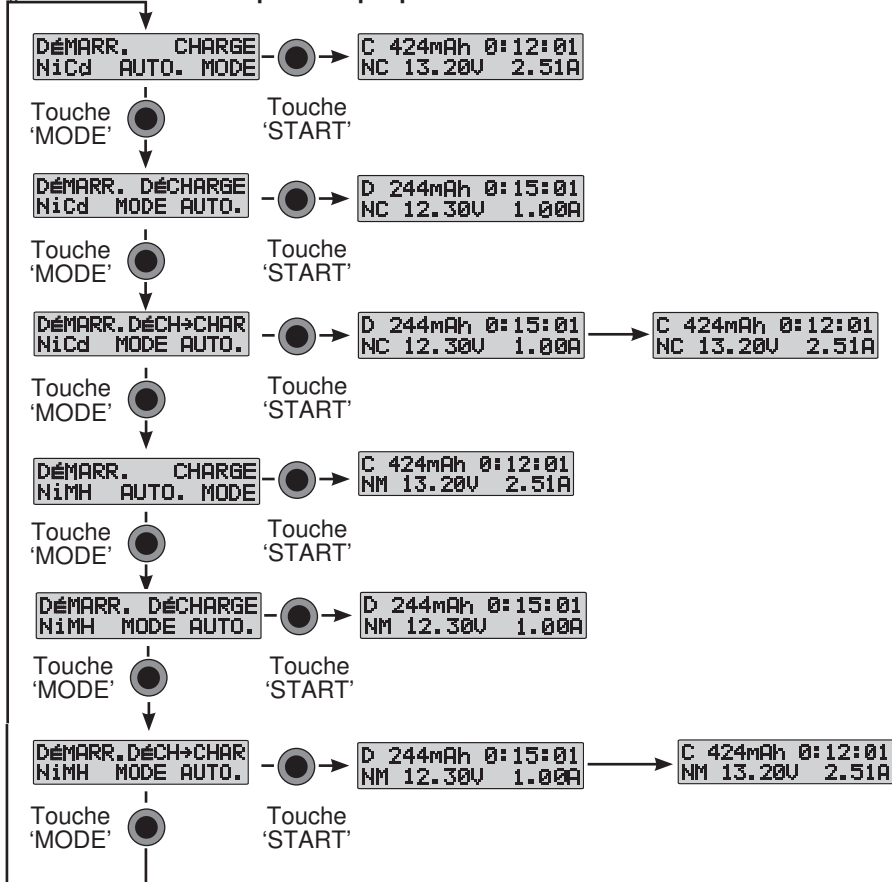 DéMARR. CHARGE
NiCd AUTO. MODE
C 424mAh 0:12:01
NC 13.20V 2.51A
Touche
‘MODE’
Touche
‘START’
DéMARR. DéCHARGE
NiCd MODE AUTO.
D 244mAh 0:15:01
NC 12.30V 1.00A
Touche
‘MODE’
Touche
‘START’
DéMARR.DéCH→CHAR
NiCd MODE AUTO.
D 244mAh 0:15:01
NC 12.30V 1.00A
C 424mAh 0:12:01
NC 13.20V 2.51A
Touche
‘MODE’
Touche
‘START’
DéMARR. CHARGE
NiMH AUTO. MODE
C 424mAh 0:12:01
NM 13.20V 2.51A
Touche
‘MODE’
Touche
‘START’
DéMARR. DéCHARGE
NiMH MODE AUTO.
D 244mAh 0:15:01
NM 12.30V 1.00A
Touche
‘MODE’
Touche
‘START’
DéMARR.DéCH→CHAR
NiMH MODE AUTO.
D 244mAh 0:15:01
NM 12.30V 1.00A
C 424mAh 0:12:01
NM 13.20V 2.51A
Touche
‘MODE’
Touche
‘START’